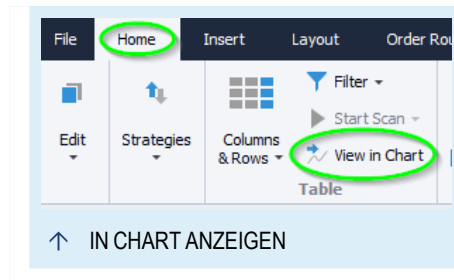 File Home Insert Layout Order Rou
Filter
Start Scan
Edit Strategies Columns & Rows View in Chart
Table
IN CHART ANZEIGEN